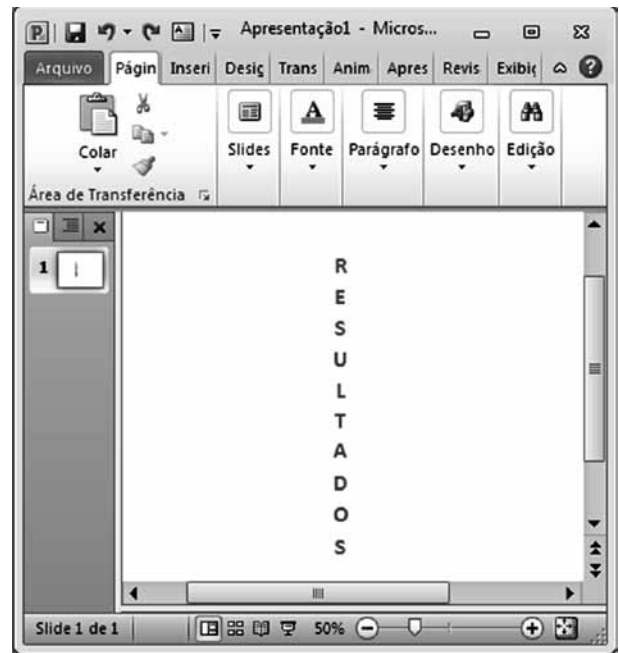 Apresentação1 - Micros...
Arquivo Págin Inseri Desig Trans Anim Apres Revis Exibiç
Colar Slides Fonte Parágrafo Desenho Edição
Área de Transferência
1
R
E
S
U
L
T
A
D
O
S
Slide 1 de 1 50%